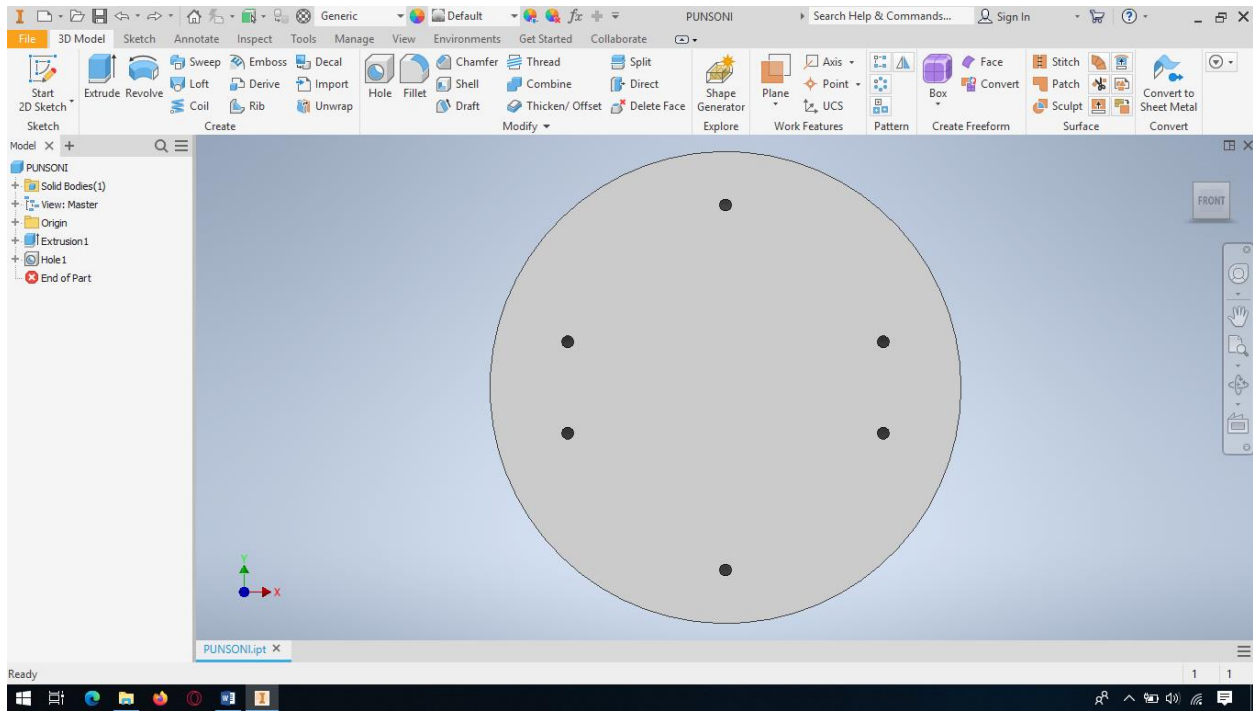 Generic
Default
fx
PUNSONI
Search Help & Commands...
Sign In
File
3D Model
Sketch
Annotate
Inspect
Tools
Manage
View
Environments
Get Started
Collaborate
Start
2D Sketch
Extrude
Revolve
Sweep
Emboss
Decal
Loft
Derive
Import
Coil
Rib
Unwrap
Hole
Fillet
Chamfer
Thread
Split
Shell
Combine
Direct
Draft
Thicken/ Offset
Delete Face
Shape
Generator
Plane
Axis
Point
UCS
Box
Face
Convert
Stitch
Patch
Sculpt
Convert to
Sheet Metal
Sketch
Create
Modify
Explore
Work Features
Pattern
Create Freeform
Surface
Convert
Model
PUNSONI
Solid Bodies(1)
View: Master
Origin
Extrusion1
Hole1
End of Part
FRONT
Y
X
PUNSONI.ipt
Ready
1 1